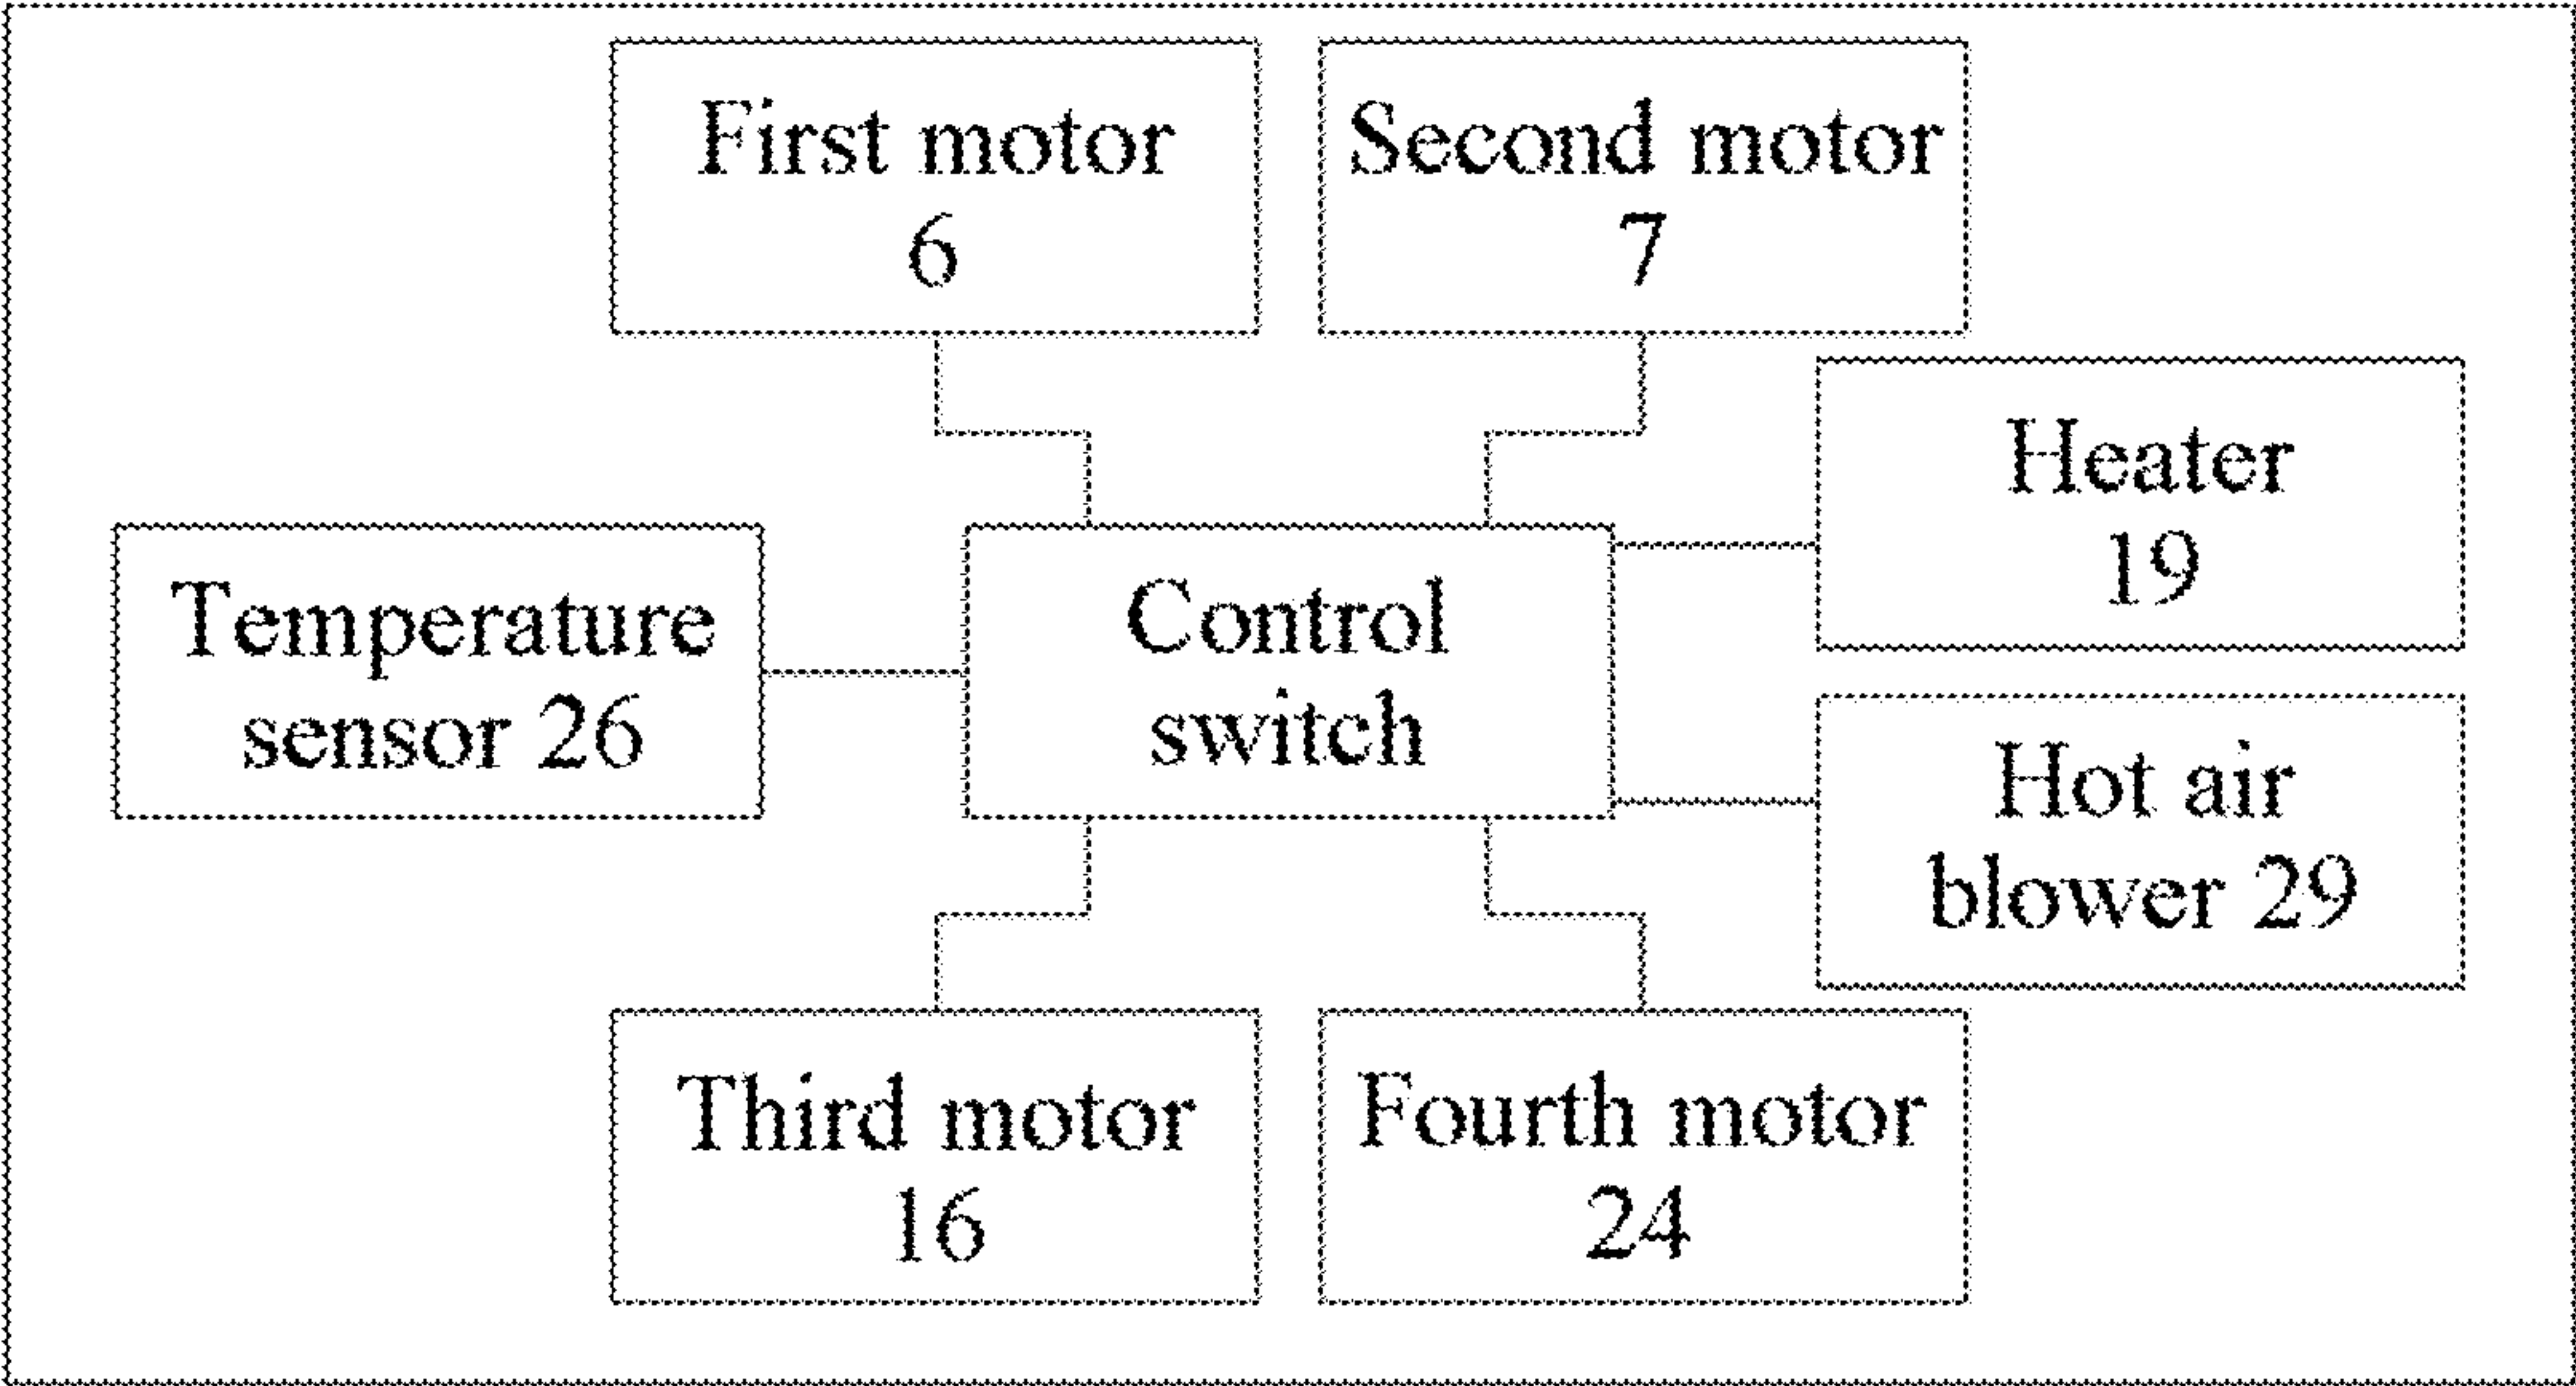 First motor
6
Second motor
7
Heater
19
Temperature
sensor 26
Control
switch
Hot air
blower 29
Third motor
16
Fourth motor
24